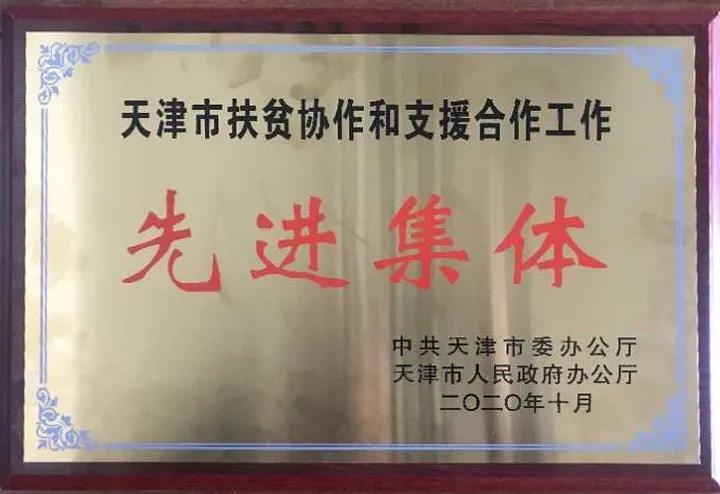 天津市扶贫协作和支援合作工作
先进集体
中共天津市委办公厅
天津市人民政府办公厅
二〇二〇年十月